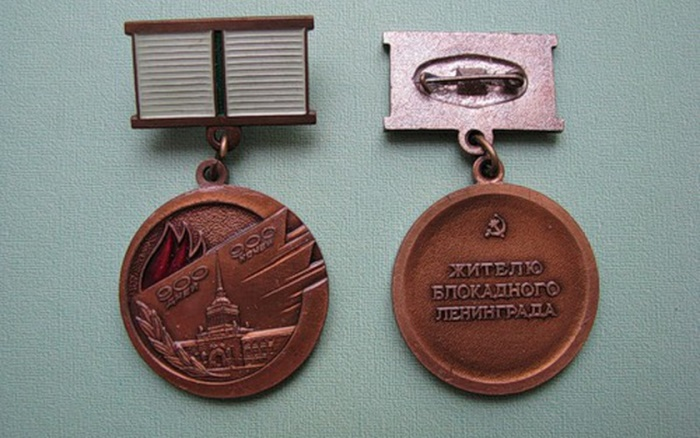 900
ДНЕЙ
900
НОЧЕЙ
ЖИТЕЛЮ
БЛОКАДНОГО
ЛЕНИНГРАДА